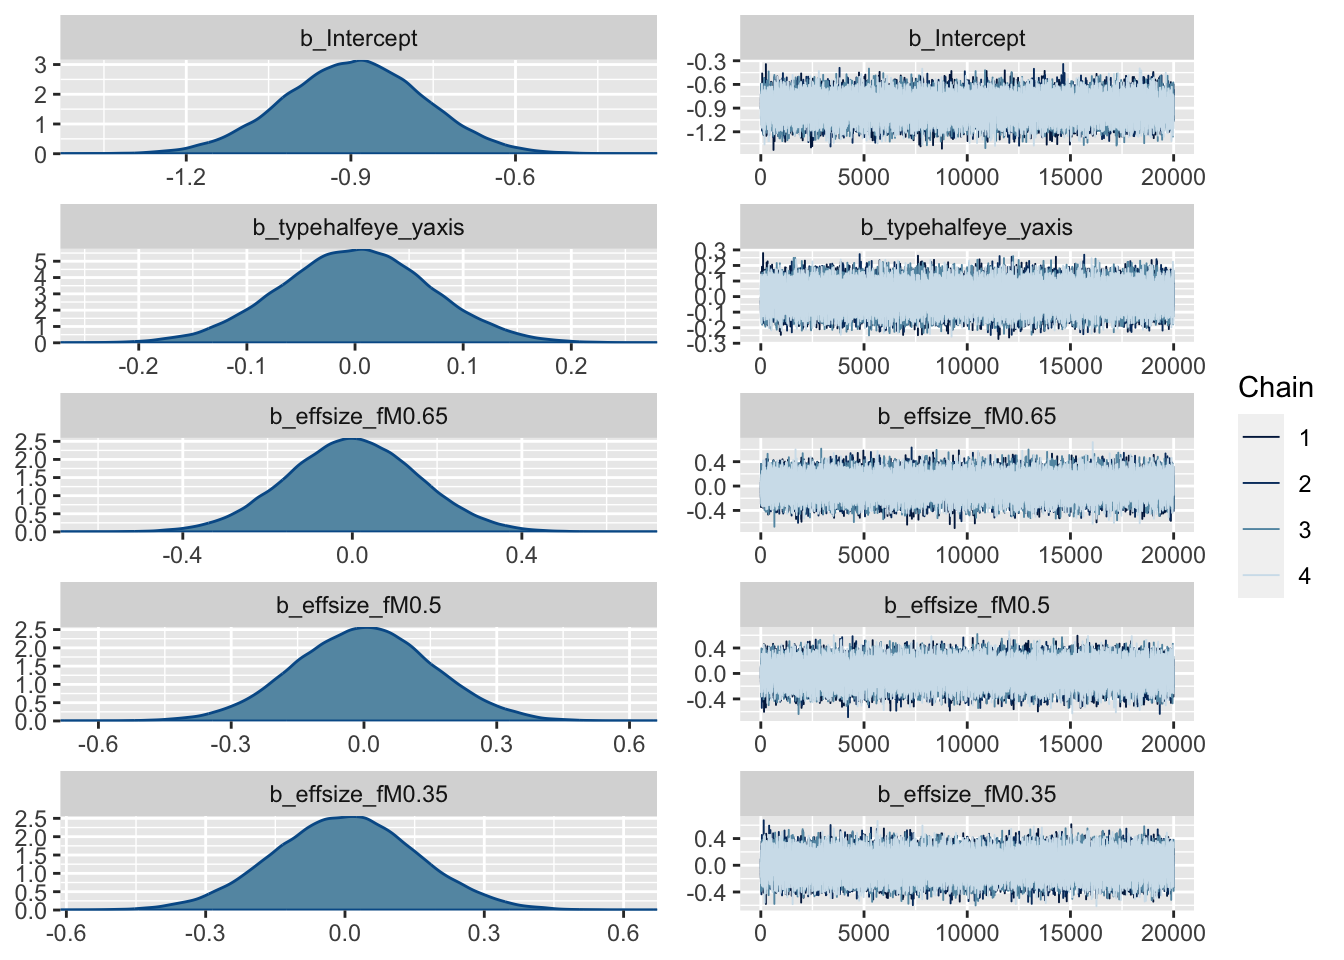 b_Intercept
3
2
1
0
-1.2 -0.9 -0.6
b_Intercept
-0.3
-0.6
-0.9
-1.2
0 5000 10000 15000 20000
b_typehalfeye_yaxis
5
4
3
2
1
0
-0.2 -0.1 0.0 0.1 0.2
b_typehalfeye_yaxis
0.3
0.2
0.1
0.0
-0.1
-0.2
-0.3
0 5000 10000 15000 20000
b_effsize_fM0.65
2.5
2.0
1.5
1.0
0.5
0.0
-0.4 0.0 0.4
b_effsize_fM0.65
0.4
0.0
-0.4
0 5000 10000 15000 20000
b_effsize_fM0.5
2.5
2.0
1.5
1.0
0.5
0.0
-0.6 -0.3 0.0 0.3 0.6
b_effsize_fM0.5
0.4
0.0
-0.4
0 5000 10000 15000 20000
b_effsize_fM0.35
2.5
2.0
1.5
1.0
0.5
0.0
-0.6 -0.3 0.0 0.3 0.6
b_effsize_fM0.35
0.4
0.0
-0.4
0 5000 10000 15000 20000
Chain
1
2
3
4